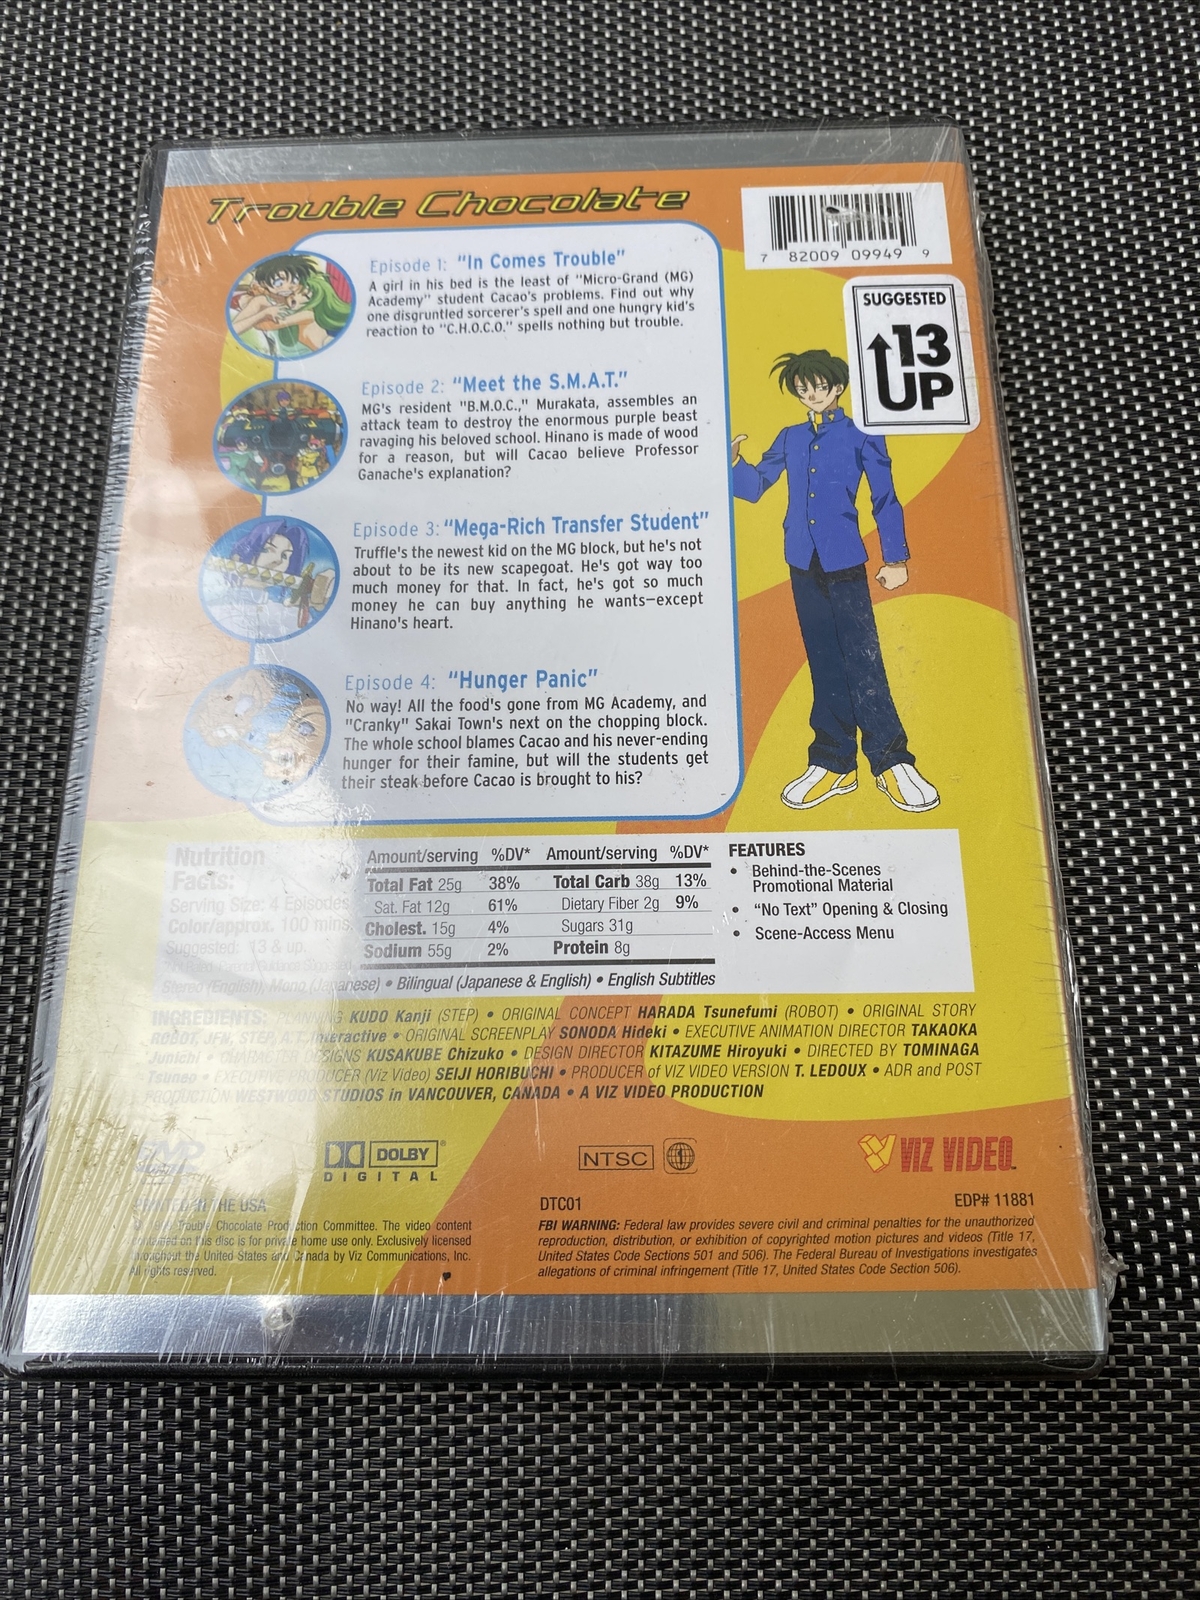 Trouble Chocolate
7 82009 09949 9
SUGGESTED
13
UP
Episode 1: "In Comes Trouble"
A girl in his bed is the least of "Micro-Grand (MG)
Academy" student Cacao's problems. Find out why
one disgruntled sorcerer's spell and one hungry kid's
reaction to "C.H.O.C.O." spells nothing but trouble.
Episode 2: "Meet the S.M.A.T."
MG's resident "B.M.O.C.," Murakata, assembles an
attack team to destroy the enormous purple beast
ravaging his beloved school. Hinano is made of wood
for a reason, but will Cacao believe Professor
Ganache's explanation?
Episode 3: "Mega-Rich Transfer Student"
Truffle's the newest kid on the MG block, but he's not
about to be its new scapegoat. He's got way too
much money for that. In fact, he's got so much
money he can buy anything he wants—except
Hinano's heart.
Episode 4: "Hunger Panic"
No way! All the food's gone from MG Academy, and
"Cranky" Sakai Town's next on the chopping block.
The whole school blames Cacao and his never-ending
hunger for their famine, but will the students get
their steak before Cacao is brought to his?
Nutrition
Facts:
Serving Size: 4 Episodes
Color/approx. 100 mins.
Suggested: 13 & up.
Amount/serving %DV* Amount/serving %DV*
Total Fat 25g 38% Total Carb 38g 13%
Sat. Fat 12g 61% Dietary Fiber 2g 9%
Cholest. 15g 4% Sugars 31g
Sodium 55g 2% Protein 8g
Stereo (English), Mono (Japanese) • Bilingual (Japanese & English) • English Subtitles
FEATURES
• Behind-the-Scenes
Promotional Material
• "No Text" Opening & Closing
• Scene-Access Menu
INGREDIENTS: PLANNING KUDO Kanji (STEP) • ORIGINAL CONCEPT HARADA Tsunefumi (ROBOT) • ORIGINAL STORY
ROBOT, JFN, STEP, A.T. Interactive • ORIGINAL SCREENPLAY SONODA Hideki • EXECUTIVE ANIMATION DIRECTOR TAKAOKA
Junichi • CHARACTER DESIGNS KUSAKUBE Chizuko • DESIGN DIRECTOR KITAZUME Hiroyuki • DIRECTED BY TOMINAGA
Tsuneo • EXECUTIVE PRODUCER (Viz Video) SEIJI HORIBUCHI • PRODUCER of VIZ VIDEO VERSION T. LEDOUX • ADR and POST
PRODUCTION WESTWOOD STUDIOS in VANCOUVER, CANADA • A VIZ VIDEO PRODUCTION
DVD
DOLBY
DIGITAL
NTSC
1
VIZ VIDEO
PRINTED IN THE USA
© Trouble Chocolate Production Committee. The video content
contained on this disc is for private home use only. Exclusively licensed
throughout the United States and Canada by Viz Communications, Inc.
All rights reserved.
DTC01
EDP# 11881
FBI WARNING: Federal law provides severe civil and criminal penalties for the unauthorized
reproduction, distribution, or exhibition of copyrighted motion pictures and videos (Title 17,
United States Code Sections 501 and 506). The Federal Bureau of Investigations investigates
allegations of criminal infringement (Title 17, United States Code Section 506).